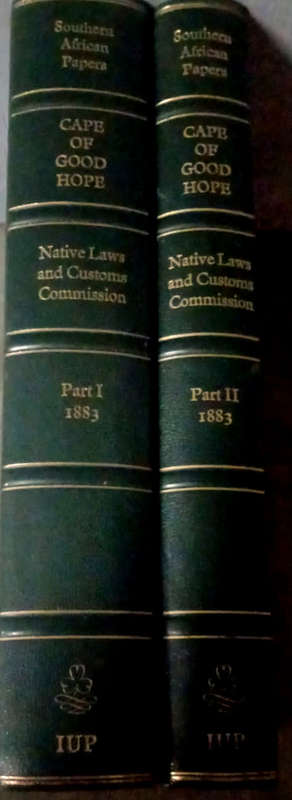 Southern
African
Papers
CAPE
OF
GOOD
HOPE
Native Laws
and Customs
Commission
Part I
1883
IUP
Southern
African
Papers
CAPE
OF
GOOD
HOPE
Native Laws
and Customs
Commission
Part II
1883
IUP